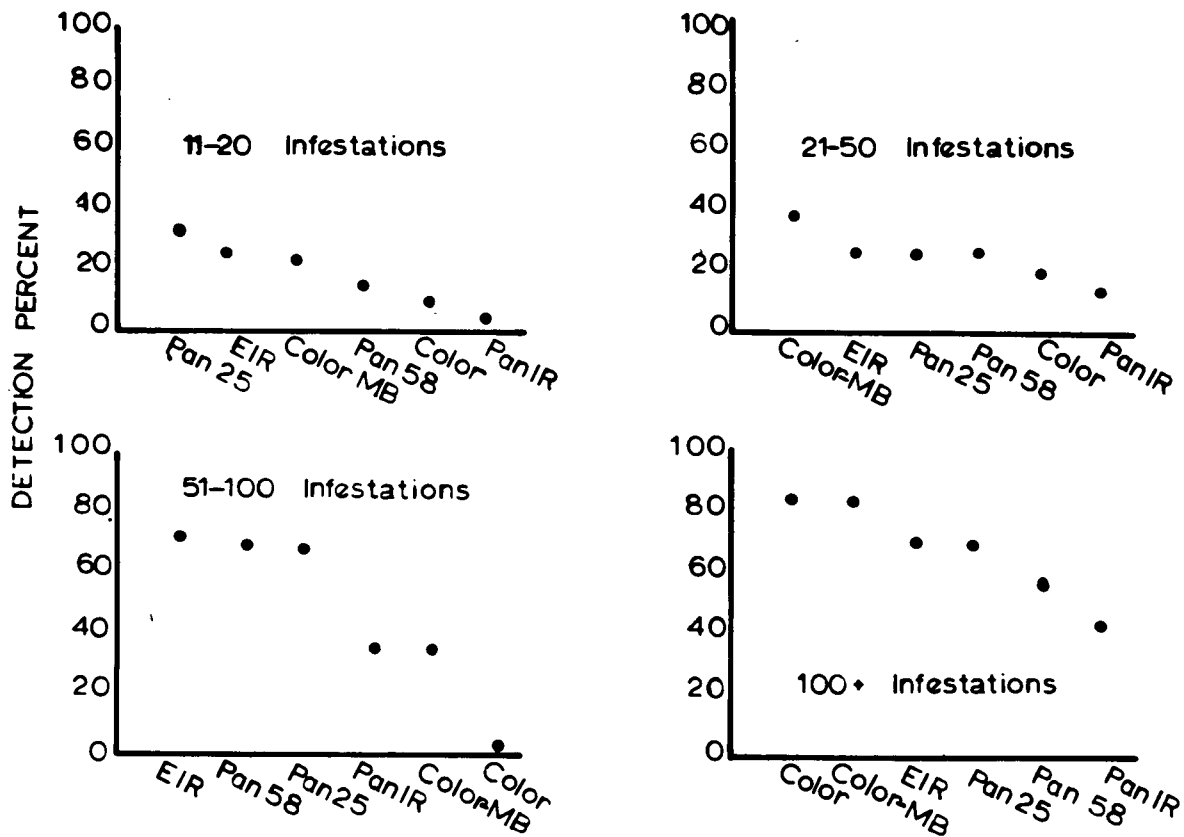 DETECTION PERCENT
100
80
60
40
20
0
11-20 Infestations
Pan 25
EIR
Color MB
Pan 58
Color
Pan IR
100
80
60
40
20
0
21-50 Infestations
Color-MB
EIR
Pan 25
Pan 58
Color
Pan IR
100
80
60
40
20
0
51-100 Infestations
EIR
Pan 58
Pan 25
Pan IR
Color-MB
Color
100
80
60
40
20
0
100+ Infestations
Color
Color-MB
EIR
Pan 25
Pan 58
Pan IR